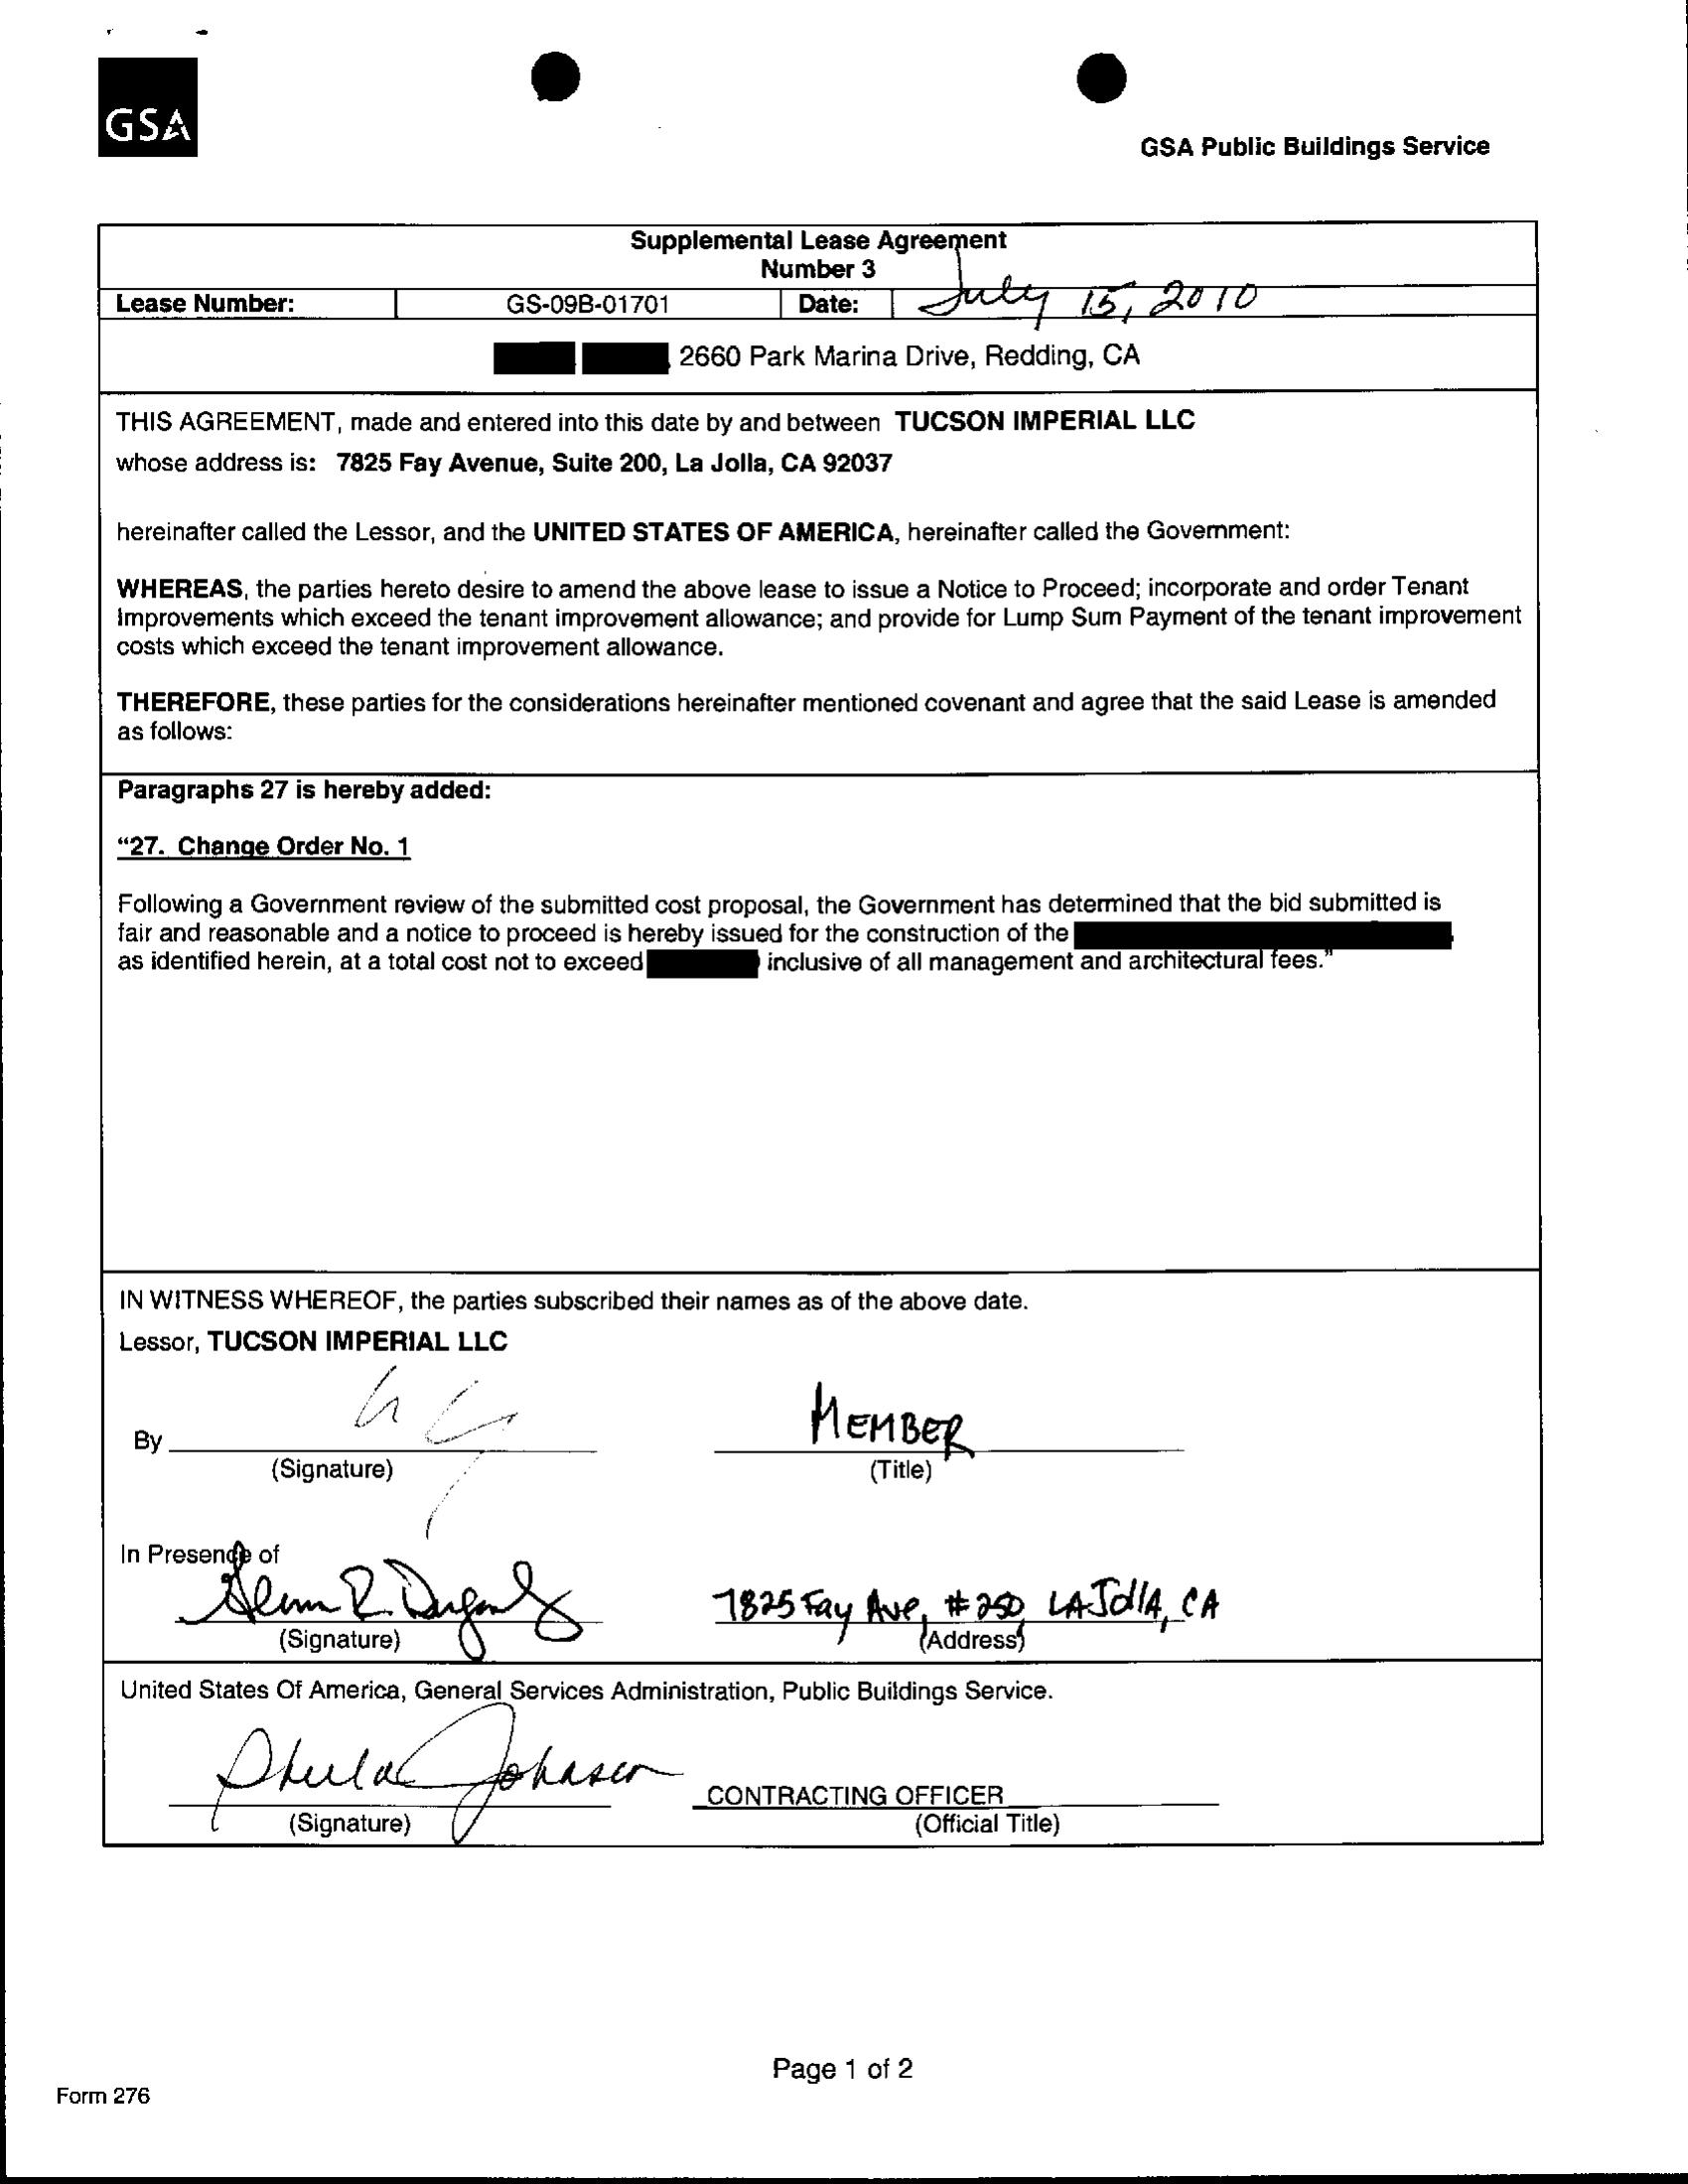 GSA
GSA Public Buildings Service
Supplemental Lease Agreement
Number 3
Lease Number: GS-09B-01701 Date: July 15, 2010
2660 Park Marina Drive, Redding, CA
THIS AGREEMENT, made and entered into this date by and between TUCSON IMPERIAL LLC
whose address is: 7825 Fay Avenue, Suite 200, La Jolla, CA 92037
hereinafter called the Lessor, and the UNITED STATES OF AMERICA, hereinafter called the Government:
WHEREAS, the parties hereto desire to amend the above lease to issue a Notice to Proceed; incorporate and order Tenant
Improvements which exceed the tenant improvement allowance; and provide for Lump Sum Payment of the tenant improvement
costs which exceed the tenant improvement allowance.
THEREFORE, these parties for the considerations hereinafter mentioned covenant and agree that the said Lease is amended
as follows:
Paragraphs 27 is hereby added:
“27. Change Order No. 1
Following a Government review of the submitted cost proposal, the Government has determined that the bid submitted is
fair and reasonable and a notice to proceed is hereby issued for the construction of the
as identified herein, at a total cost not to exceed inclusive of all management and architectural fees.”
IN WITNESS WHEREOF, the parties subscribed their names as of the above date.
Lessor, TUCSON IMPERIAL LLC
By MEMBER
(Signature) (Title)
In Presence of
7825 Fay Ave, #250, LA JOllA, CA
(Signature) (Address)
United States Of America, General Services Administration, Public Buildings Service.
Sheila Johnson CONTRACTING OFFICER
(Signature) (Official Title)
Page 1 of 2
Form 276